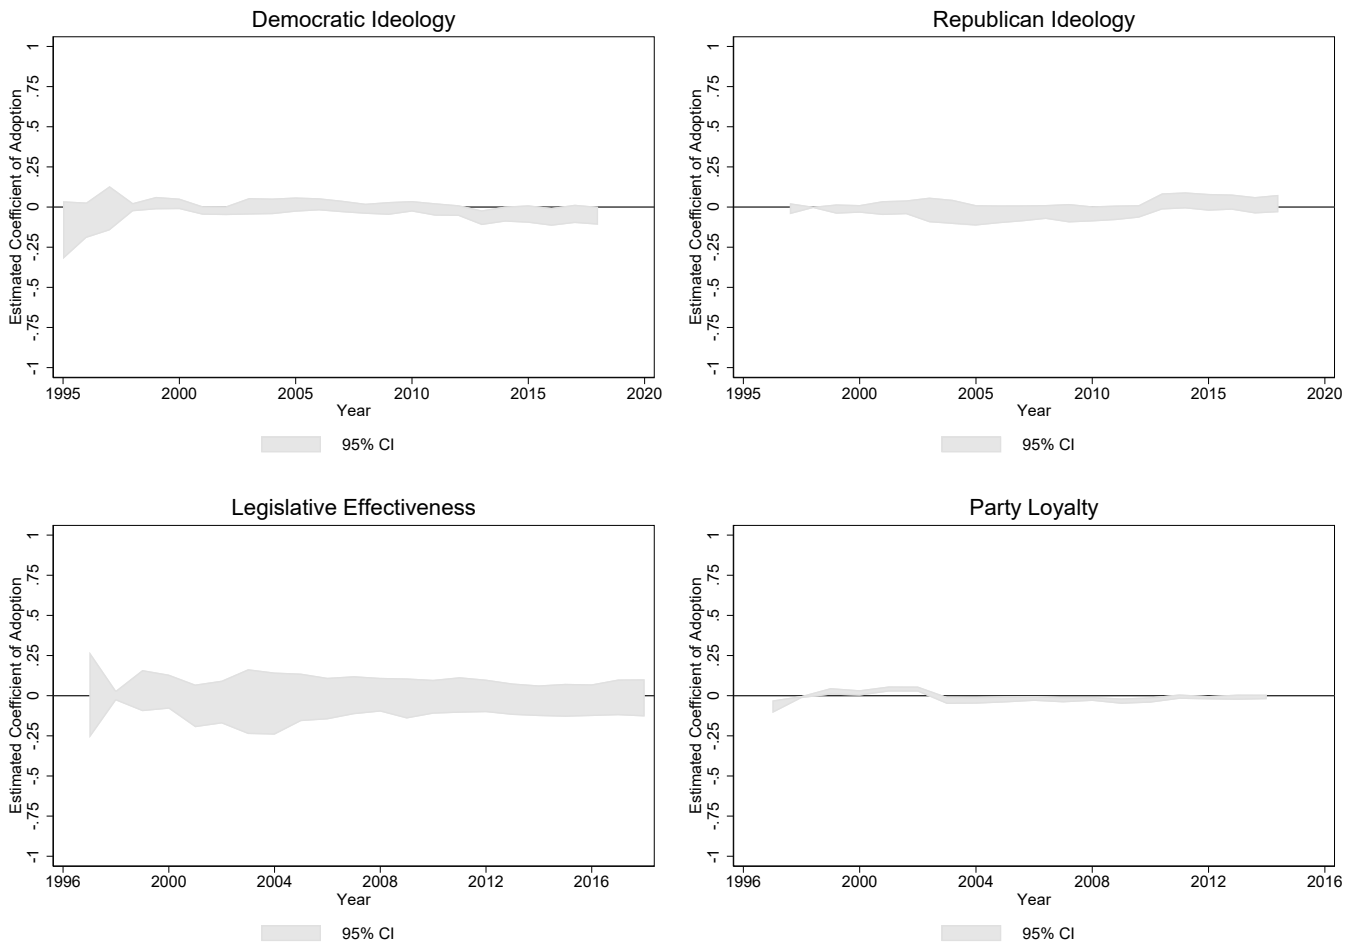 Democratic Ideology
Estimated Coefficient of Adoption
1
.75
.5
.25
0
-.25
-.5
-.75
-1
1995 2000 2005 2010 2015 2020
Year
95% CI
Republican Ideology
Estimated Coefficient of Adoption
1
.75
.5
.25
0
-.25
-.5
-.75
-1
1995 2000 2005 2010 2015 2020
Year
95% CI
Legislative Effectiveness
Estimated Coefficient of Adoption
1
.75
.5
.25
0
-.25
-.5
-.75
-1
1996 2000 2004 2008 2012 2016
Year
95% CI
Party Loyalty
Estimated Coefficient of Adoption
1
.75
.5
.25
0
-.25
-.5
-.75
-1
1996 2000 2004 2008 2012 2016
Year
95% CI